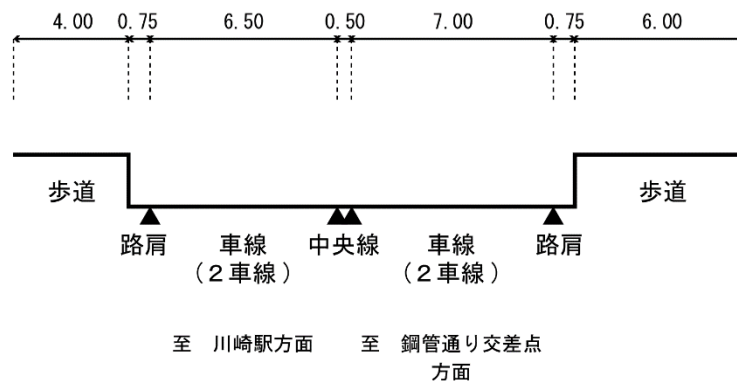 4.00 0.75 6.50 0.50 7.00 0.75 6.00
歩道 歩道
路肩 車線 中央線 車線 路肩
(2車線) (2車線)
至 川崎駅方面 至 鋼管通り交差点
方面